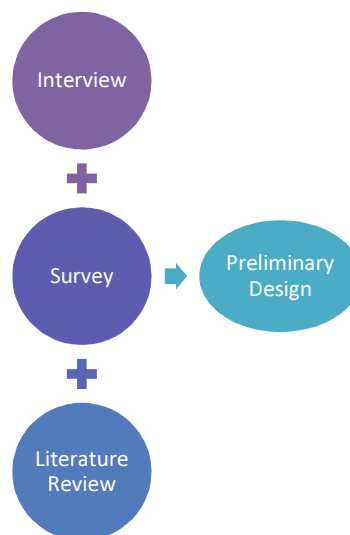 Interview
Survey
Preliminary
Design
Literature
Review